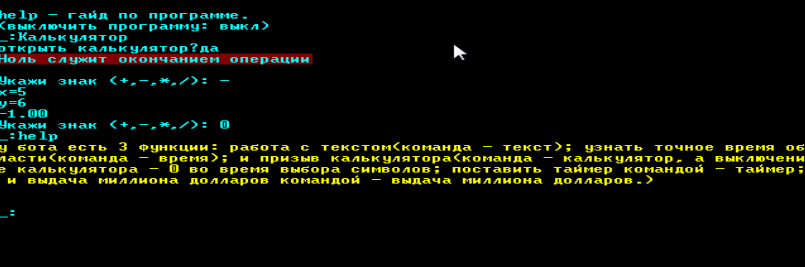 help – гайд по программе.
(выключить программу: выкл)
_:Калькулятор
открыть калькулятор?да
Ноль служит окончанием операции
Укажи знак (+,-,*,/): -
x=5
y=6
-1.00
Укажи знак (+,-,*,/): 0
_:help
у бота есть 3 функции: работа с текстом(команда – текст); узнать точное время об
ласти(команда – время); и призыв калькулятора(команда – калькулятор, а выключени
е калькулятора – 0 во время выбора символов; поставить таймер командой – таймер;
и выдача миллиона долларов командой – выдача миллиона долларов.)
_: